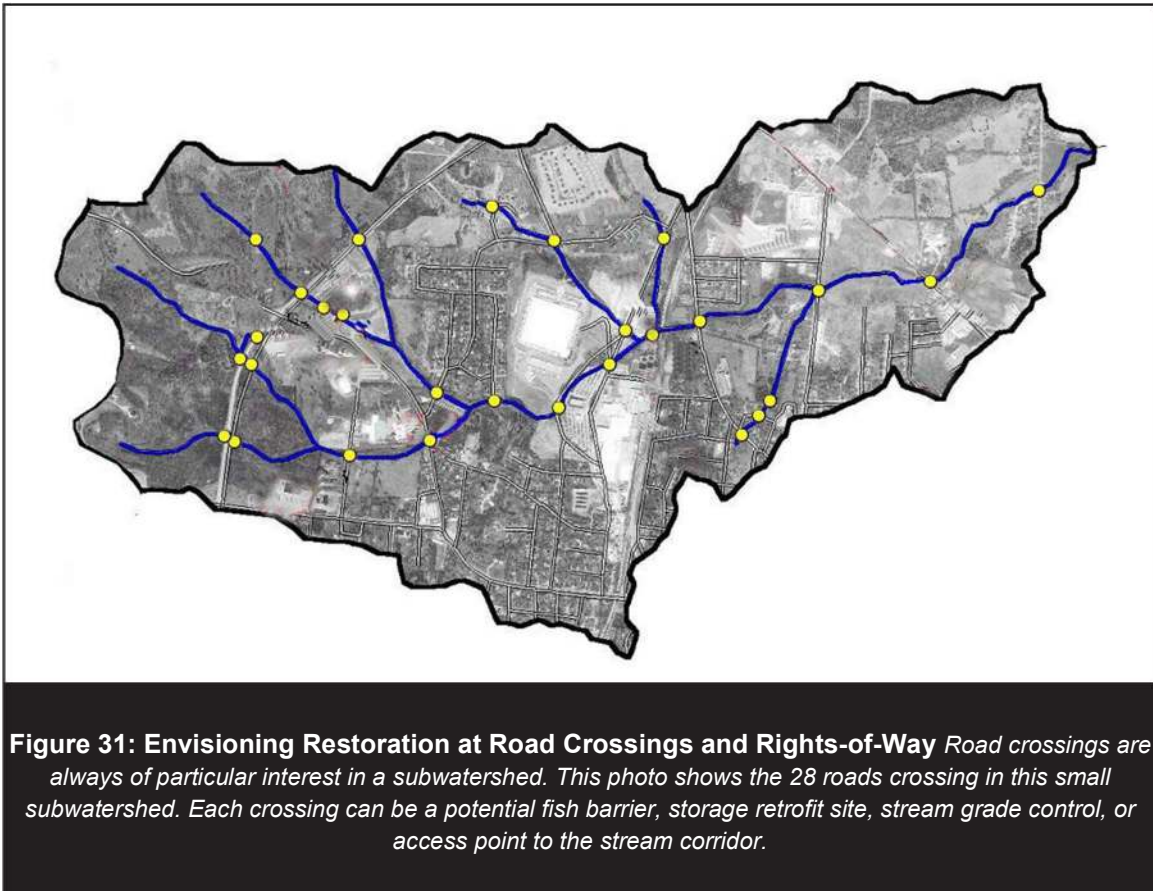 Figure 31: Envisioning Restoration at Road Crossings and Rights-of-Way Road crossings are
always of particular interest in a subwatershed. This photo shows the 28 roads crossing in this small
subwatershed. Each crossing can be a potential fish barrier, storage retrofit site, stream grade control, or
access point to the stream corridor.